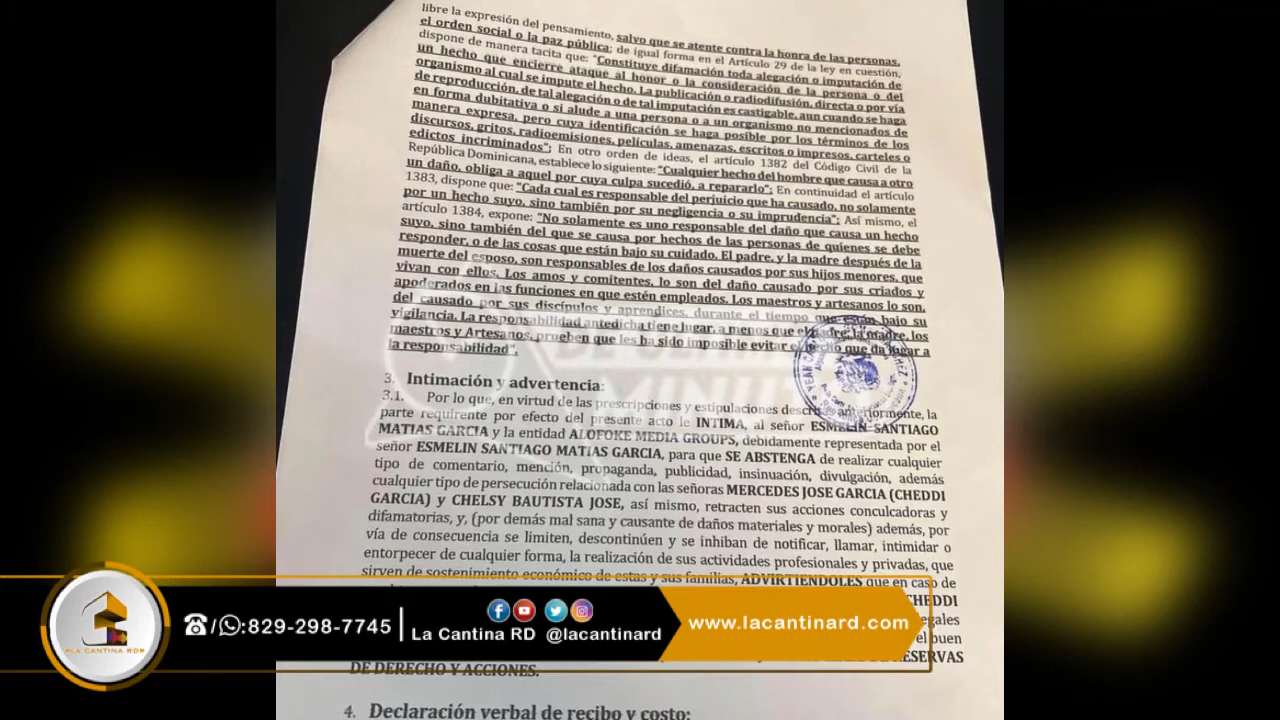 libre la expresión del pensamiento, salvo que se atente contra la honra de las personas,
el orden social o la paz pública; de igual forma en el Artículo 29 de la ley en cuestión,
dispone de manera tacita que: "Constituye difamación toda alegación o imputación de
un hecho que encierre ataque al honor o la consideración de la persona o del
organismo al cual se impute el hecho. La publicación o radiodifusión, directa o por vía
de reproducción, de tal alegación o de tal imputación es castigable, aun cuando se haga
en forma dubitativa o si alude a una persona o a un organismo no mencionados de
manera expresa, pero cuya identificación se haga posible por los términos de los
discursos, gritos, radioemisiones, películas, amenazas, escritos o impresos, carteles o
edictos incriminados"; En otro orden de ideas, el artículo 1382 del Código Civil de la
República Dominicana, establece lo siguiente: "Cualquier hecho del hombre que causa a otro
un daño, obliga a aquel por cuya culpa sucedió, a repararlo"; En continuidad el artículo
1383, dispone que: "Cada cual es responsable del perjuicio que ha causado, no solamente
por un hecho suyo, sino también por su negligencia o su imprudencia"; Así mismo, el
artículo 1384, expone: "No solamente es uno responsable del daño que causa un hecho
suyo, sino también del que se causa por hechos de las personas de quienes se debe
responder, o de las cosas que están bajo su cuidado. El padre, y la madre después de la
muerte del esposo, son responsables de los daños causados por sus hijos menores, que
vivan con ellos. Los amos y comitentes, lo son del daño causado por sus criados y
apoderados en las funciones en que estén empleados. Los maestros y artesanos lo son,
del causado por sus discípulos y aprendices, durante el tiempo que están bajo su
vigilancia. La responsabilidad antedicha tiene lugar, a menos que el padre, la madre, los
maestros y Artesanos, prueben que les ha sido imposible evitar el hecho que da lugar a
la responsabilidad".
3. Intimación y advertencia:
3.1. Por lo que, en virtud de las prescripciones y estipulaciones descritas anteriormente, la
parte requirente por efecto del presente acto le INTIMA, al señor ESMELIN SANTIAGO
MATIAS GARCIA y la entidad ALOFOKE MEDIA GROUPS, debidamente representada por el
señor ESMELIN SANTIAGO MATIAS GARCIA, para que SE ABSTENGA de realizar cualquier
tipo de comentario, mención, propaganda, publicidad, insinuación, divulgación, además
cualquier tipo de persecución relacionada con las señoras MERCEDES JOSE GARCIA (CHEDDI
GARCIA) y CHELSY BAUTISTA JOSE, así mismo, retracten sus acciones conculcadoras y
difamatorias, y, (por demás mal sana y causante de daños materiales y morales) además, por
vía de consecuencia se limiten, descontinúen y se inhiban de notificar, llamar, intimidar o
entorpecer de cualquier forma, la realización de sus actividades profesionales y privadas, que
sirven de sostenimiento económico de estas y sus familias, ADVIRTIENDOLES que en caso de
CHEDDI
egales
el buen
RESERVAS
DE DERECHO Y ACCIONES.
4. Declaración verbal de recibo y costo:
LA CANTINA RD
/ :829-298-7745
La Cantina RD @lacantinard
www.lacantinard.com